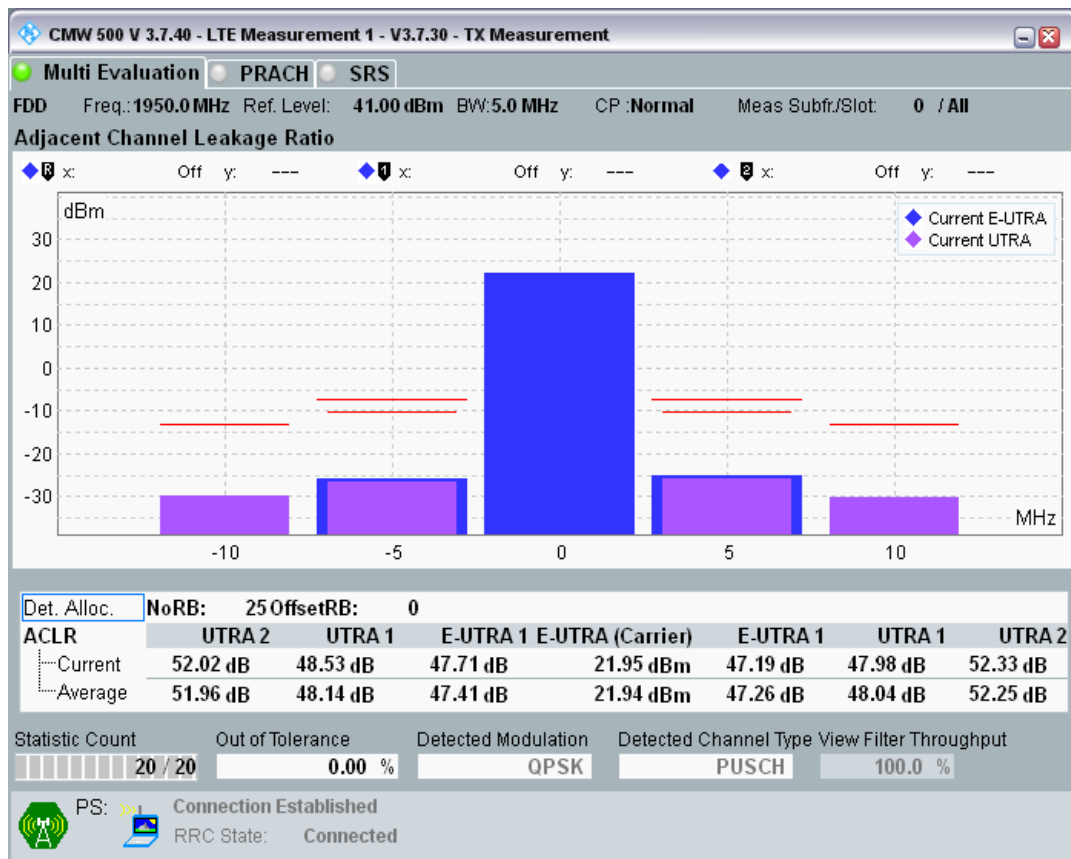 CMW 500 V 3.7.40 - LTE Measurement 1 - V3.7.30 - TX Measurement
Multi Evaluation PRACH SRS
FDD Freq.:1950.0 MHz Ref. Level: 41.00 dBm BW:5.0 MHz CP :Normal Meas Subfr./Slot: 0 / All
Adjacent Channel Leakage Ratio
R x: Off y: --- 1 x: Off y: --- 2 x: Off y: ---
dBm
Current E-UTRA
Current UTRA
30
20
10
0
-10
-20
-30
MHz
-10 -5 0 5 10
Det. Alloc. NoRB: 25 OffsetRB: 0
ACLR UTRA 2 UTRA 1 E-UTRA 1 E-UTRA (Carrier) E-UTRA 1 UTRA 1 UTRA 2
Current 52.02 dB 48.53 dB 47.71 dB 21.95 dBm 47.19 dB 47.98 dB 52.33 dB
Average 51.96 dB 48.14 dB 47.41 dB 21.94 dBm 47.26 dB 48.04 dB 52.25 dB
Statistic Count Out of Tolerance Detected Modulation Detected Channel Type View Filter Throughput
20 / 20 0.00 % QPSK PUSCH 100.0 %
PS: Connection Established
RRC State: Connected